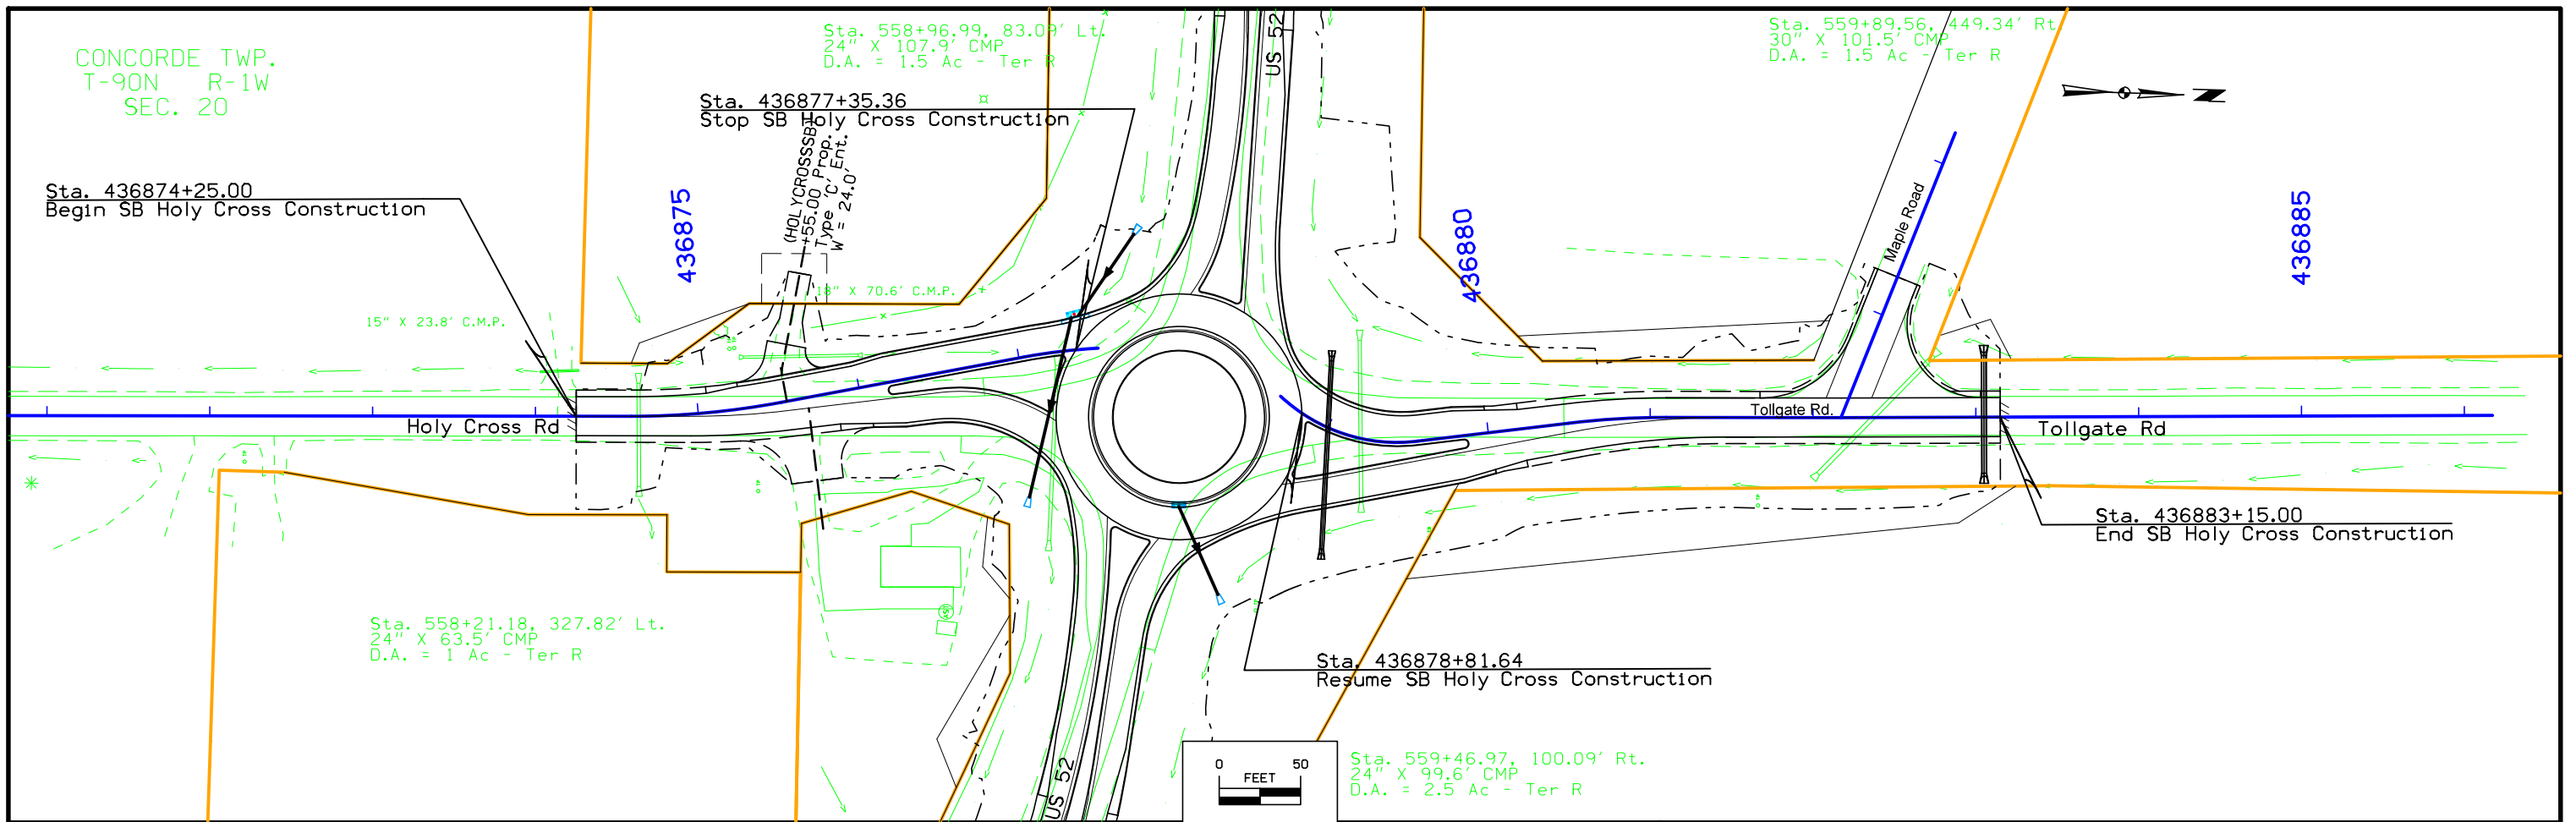 CONCORDE TWP.
T-90N R-1W
SEC. 20
Sta. 558+96.99, 83.09' Lt.
24" X 107.9' CMP
D.A. = 1.5 Ac - Ter R
Sta. 559+89.56, 449.34' Rt
30" X 101.5' CMP
D.A. = 1.5 Ac - Ter R
US 52
N
Sta. 436877+35.36
Stop SB Holy Cross Construction
(HOLYCROSSSB)
+55.00 Prop.
Type 'C' Ent.
W = 24.0'
Sta. 436874+25.00
Begin SB Holy Cross Construction
436875
436880
436885
Maple Road
18" X 70.6' C.M.P.
15" X 23.8' C.M.P.
Holy Cross Rd
Tollgate Rd.
Tollgate Rd
Sta. 436883+15.00
End SB Holy Cross Construction
Sta. 558+21.18, 327.82' Lt.
24" X 63.5' CMP
D.A. = 1 Ac - Ter R
Sta. 436878+81.64
Resume SB Holy Cross Construction
US 52
0 50
FEET
Sta. 559+46.97, 100.09' Rt.
24" X 99.6' CMP
D.A. = 2.5 Ac - Ter R